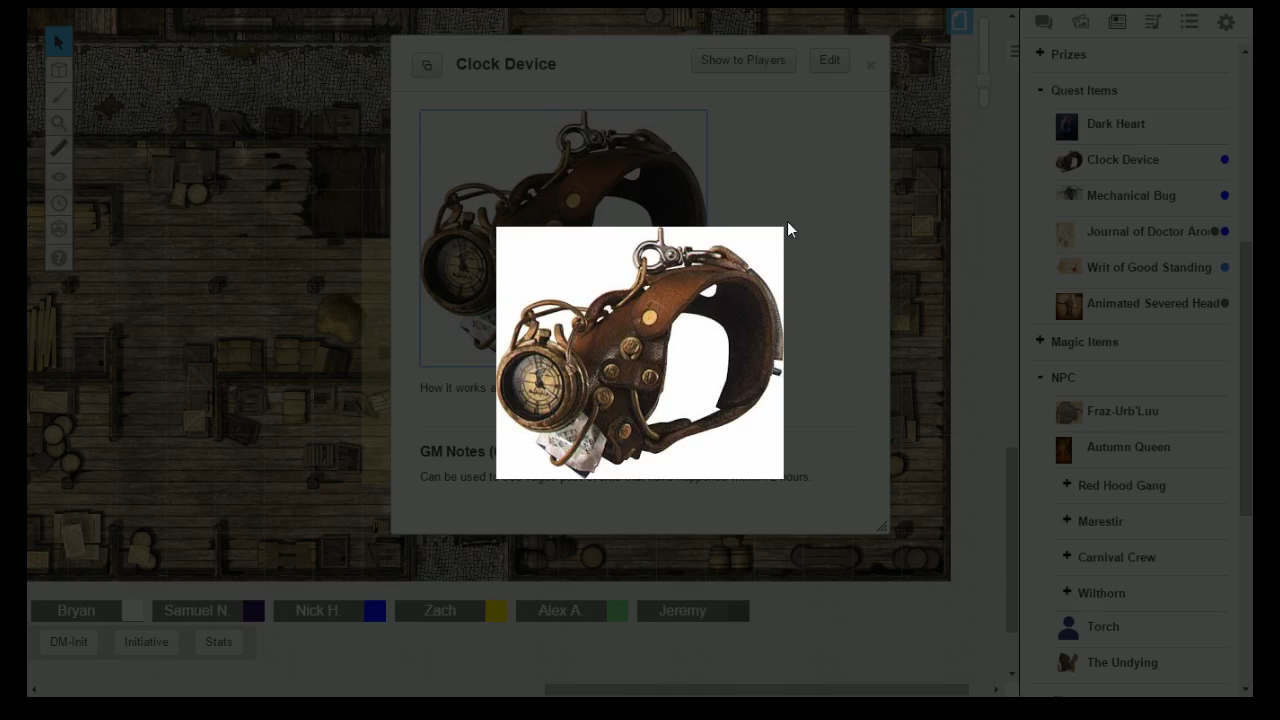 Clock Device
Show to Players
Edit
How it works a
GM Notes (
Can be used to
hours.
Bryan
Samuel N.
Nick H.
Zach
Alex A.
Jeremy
DM-Init
Initiative
Stats
Prizes
Quest Items
Dark Heart
Clock Device
Mechanical Bug
Journal of Doctor Aro
Writ of Good Standing
Animated Severed Head
Magic Items
NPC
Fraz-Urb'Luu
Autumn Queen
Red Hood Gang
Marestir
Carnival Crew
Wilthorn
Torch
The Undying